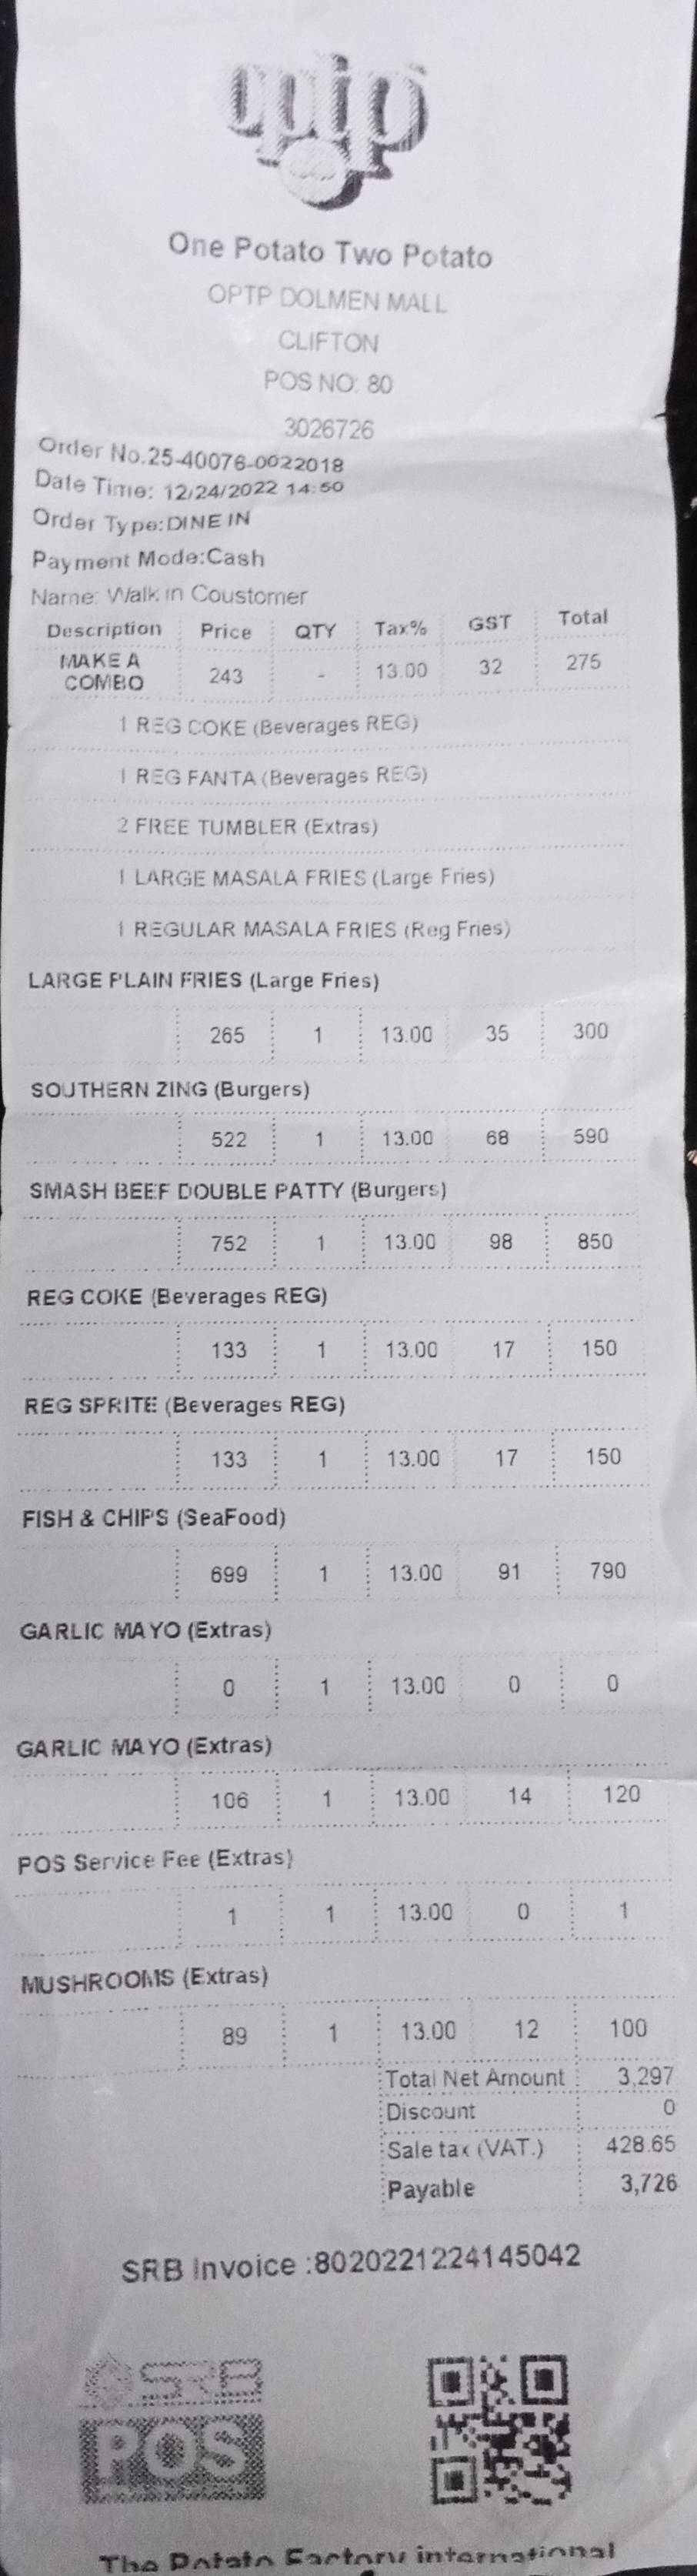 One Potato Two Potato
OPTP DOLMEN MALL
CLIFTON
POS NO: 80
3026726
Order No.25-40076-0022018
Date Time: 12/24/2022 14:50
Order Type:DINE IN
Payment Mode:Cash
Name: Walk in Coustomer
Description Price QTY Tax% GST Total
MAKE A COMBO 243 - 13.00 32 275
1 REG COKE (Beverages REG)
1 REG FANTA (Beverages REG)
2 FREE TUMBLER (Extras)
1 LARGE MASALA FRIES (Large Fries)
1 REGULAR MASALA FRIES (Reg Fries)
LARGE PLAIN FRIES (Large Fries)
265 1 13.00 35 300
SOUTHERN ZING (Burgers)
522 1 13.00 68 590
SMASH BEEF DOUBLE PATTY (Burgers)
752 1 13.00 98 850
REG COKE (Beverages REG)
133 1 13.00 17 150
REG SPRITE (Beverages REG)
133 1 13.00 17 150
FISH & CHIPS (SeaFood)
699 1 13.00 91 790
GARLIC MAYO (Extras)
0 1 13.00 0 0
GARLIC MAYO (Extras)
106 1 13.00 14 120
POS Service Fee (Extras)
1 1 13.00 0 1
MUSHROOMS (Extras)
89 1 13.00 12 100
Total Net Amount 3,297
Discount 0
Sale tax (VAT.) 428.65
Payable 3,726
SRB Invoice :8020221224145042
SRB
POS
The Potato Factory international